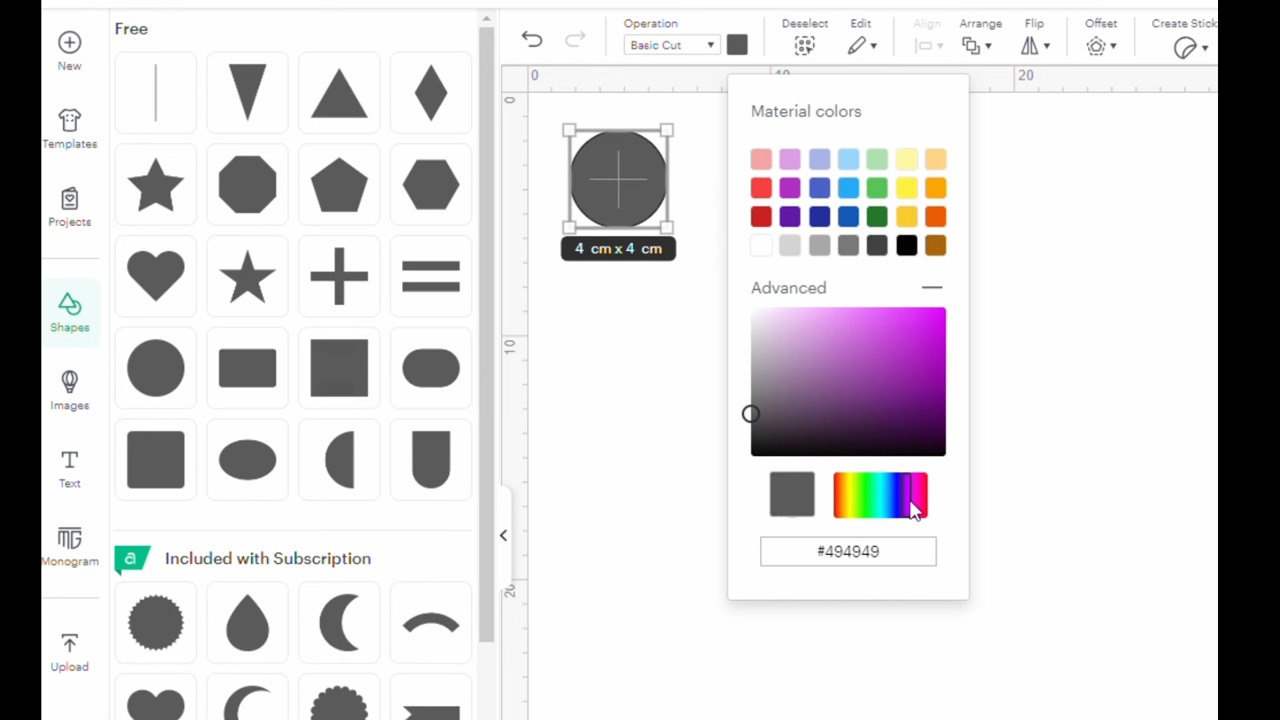 Free
New
Templates
Projects
Shapes
Images
Text
Monogram
Upload
a Included with Subscription
Operation
Basic Cut
Deselect
Edit
Align
Arrange
Flip
Offset
Create Stick
0
20
0
10
4 cm x 4 cm
Material colors
Advanced
#494949